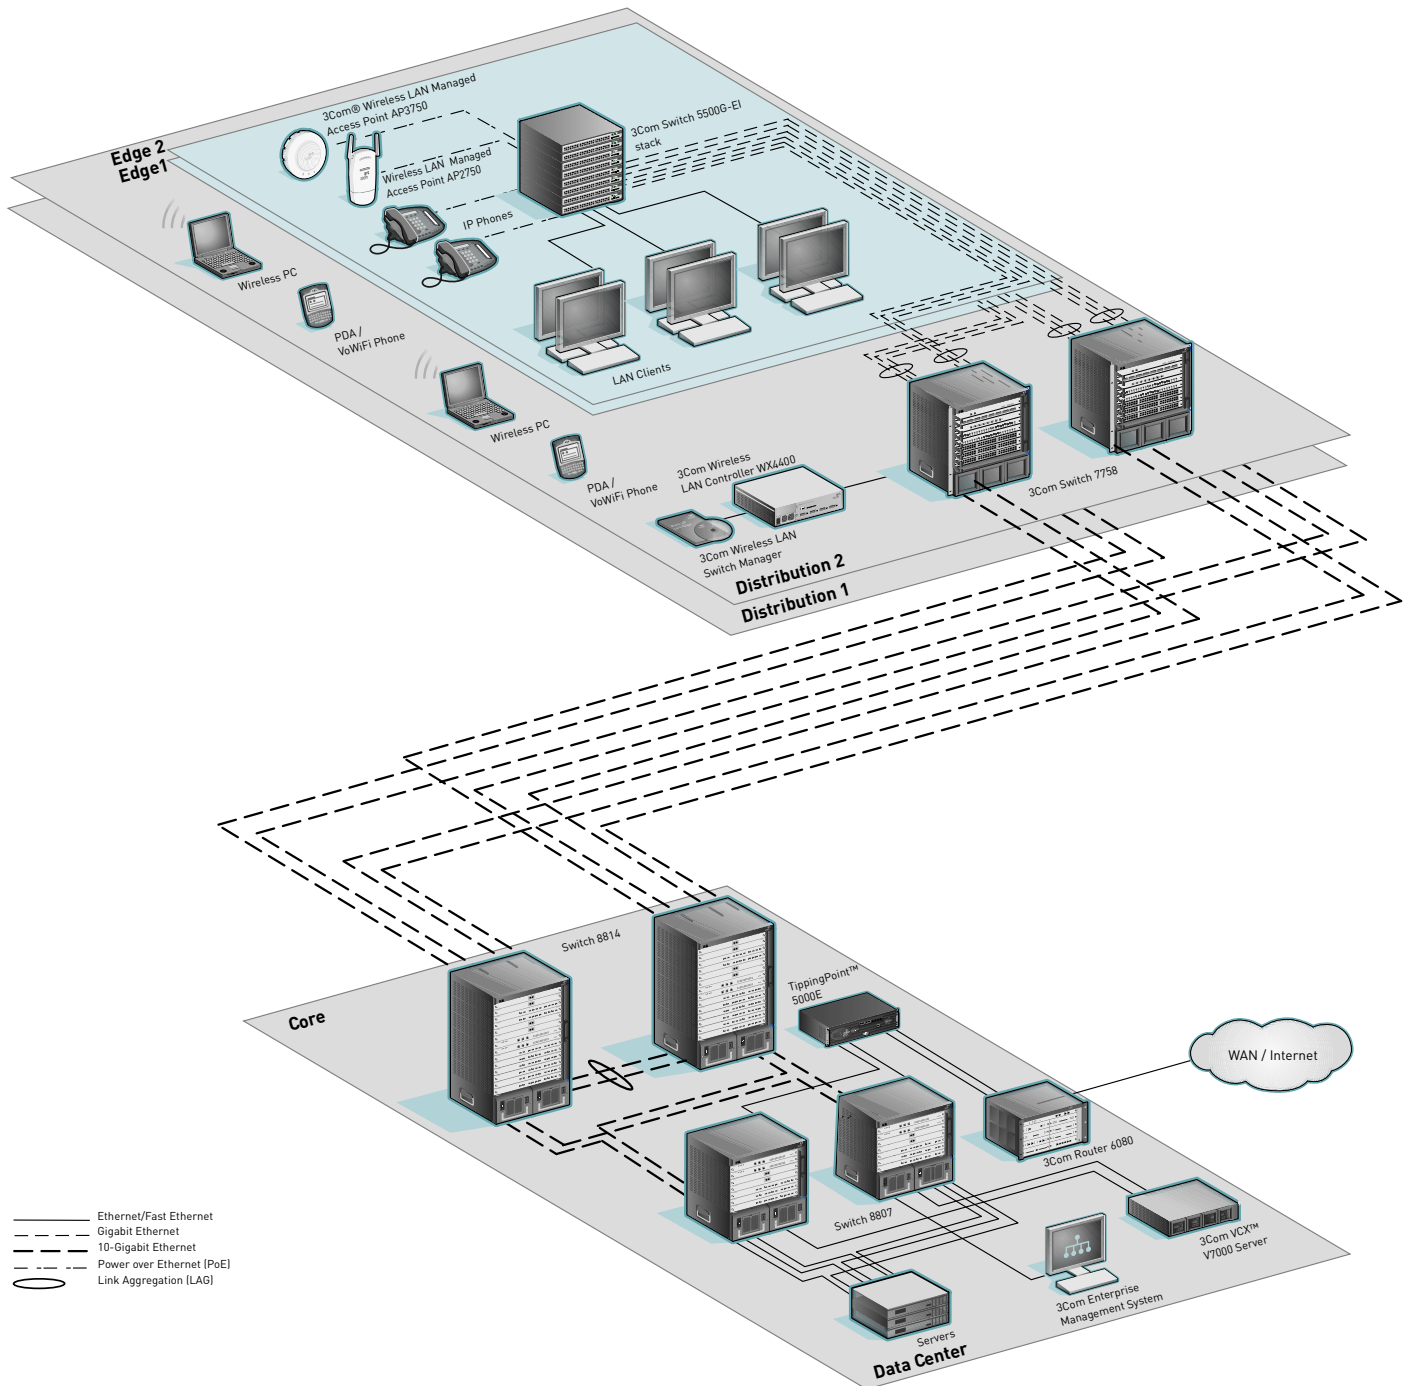 3Com® Wireless LAN Managed
Access Point AP3750
3Com Switch 5500G-EI
stack
Edge 2
Edge1
Wireless LAN Managed
Access Point AP2750
IP Phones
Wireless PC
PDA /
VoWiFi Phone
LAN Clients
Wireless PC
PDA /
VoWiFi Phone
3Com Wireless
LAN Controller WX4400
3Com Switch 7758
3Com Wireless LAN
Switch Manager
Distribution 2
Distribution 1
Switch 8814
TippingPoint™
5000E
Core
WAN / Internet
3Com Router 6080
Switch 8807
3Com VCX™
V7000 Server
3Com Enterprise
Management System
Servers
Data Center
Ethernet/Fast Ethernet
Gigabit Ethernet
10-Gigabit Ethernet
Power over Ethernet (PoE)
Link Aggregation (LAG)